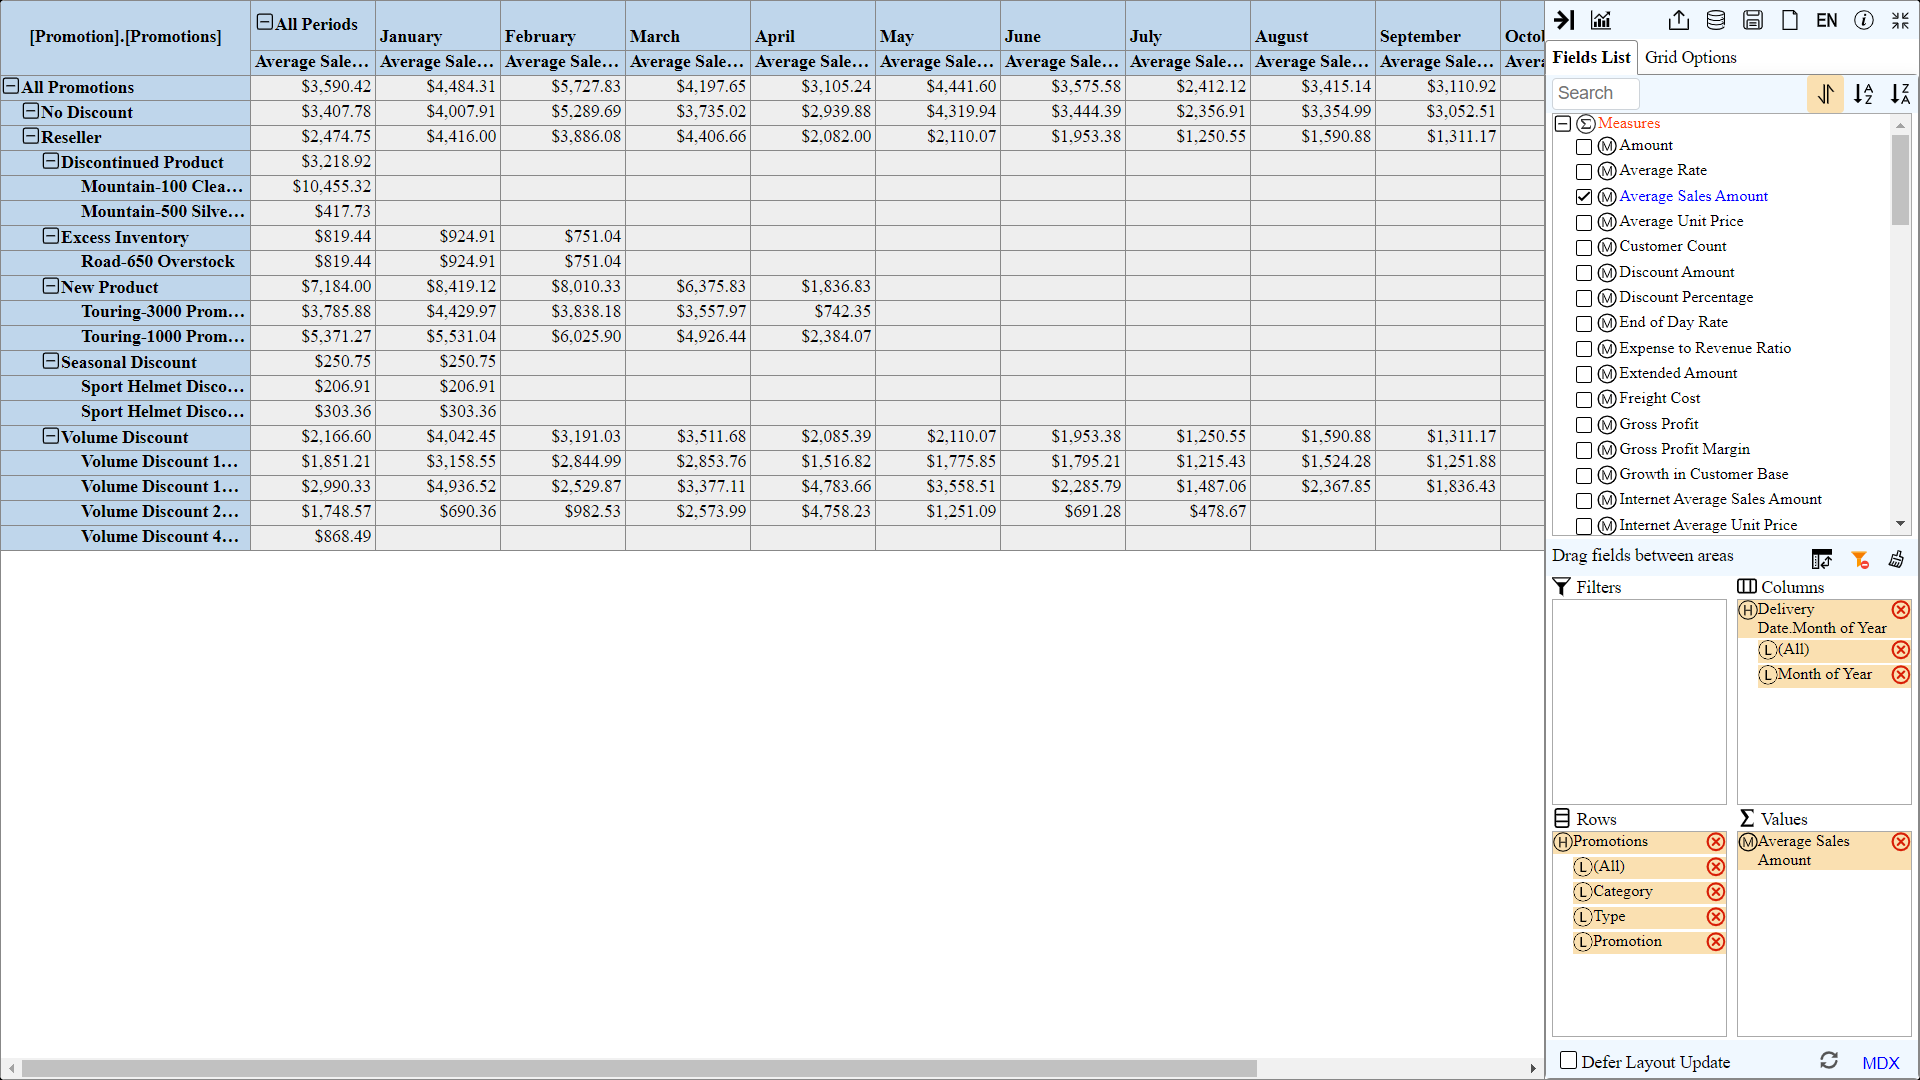 [Promotion].[Promotions]
All Periods
January
February
March
April
May
June
July
August
September
Octo
Average Sale... Average Sale... Average Sale... Average Sale... Average Sale... Average Sale... Average Sale... Average Sale... Average Sale... Average Sale... Avera
All Promotions $3,590.42 $4,484.31 $5,727.83 $4,197.65 $3,105.24 $4,441.60 $3,575.58 $2,412.12 $3,415.14 $3,110.92
No Discount $3,407.78 $4,007.91 $5,289.69 $3,735.02 $2,939.88 $4,319.94 $3,444.39 $2,356.91 $3,354.99 $3,052.51
Reseller $2,474.75 $4,416.00 $3,886.08 $4,406.66 $2,082.00 $2,110.07 $1,953.38 $1,250.55 $1,590.88 $1,311.17
Discontinued Product $3,218.92
Mountain-100 Clea... $10,455.32
Mountain-500 Silve... $417.73
Excess Inventory $819.44 $924.91 $751.04
Road-650 Overstock $819.44 $924.91 $751.04
New Product $7,184.00 $8,419.12 $8,010.33 $6,375.83 $1,836.83
Touring-3000 Prom... $3,785.88 $4,429.97 $3,838.18 $3,557.97 $742.35
Touring-1000 Prom... $5,371.27 $5,531.04 $6,025.90 $4,926.44 $2,384.07
Seasonal Discount $250.75 $250.75
Sport Helmet Disco... $206.91 $206.91
Sport Helmet Disco... $303.36 $303.36
Volume Discount $2,166.60 $4,042.45 $3,191.03 $3,511.68 $2,085.39 $2,110.07 $1,953.38 $1,250.55 $1,590.88 $1,311.17
Volume Discount 1... $1,851.21 $3,158.55 $2,844.99 $2,853.76 $1,516.82 $1,775.85 $1,795.21 $1,215.43 $1,524.28 $1,251.88
Volume Discount 1... $2,990.33 $4,936.52 $2,529.87 $3,377.11 $4,783.66 $3,558.51 $2,285.79 $1,487.06 $2,367.85 $1,836.43
Volume Discount 2... $1,748.57 $690.36 $982.53 $2,573.99 $4,758.23 $1,251.09 $691.28 $478.67
Volume Discount 4... $868.49
EN
Fields List
Grid Options
Search
Measures
M Amount
M Average Rate
M Average Sales Amount
M Average Unit Price
M Customer Count
M Discount Amount
M Discount Percentage
M End of Day Rate
M Expense to Revenue Ratio
M Extended Amount
M Freight Cost
M Gross Profit
M Gross Profit Margin
M Growth in Customer Base
M Internet Average Sales Amount
M Internet Average Unit Price
Drag fields between areas
Filters
Columns
H Delivery
Date.Month of Year
L (All)
L Month of Year
Rows
H Promotions
L (All)
L Category
L Type
L Promotion
Values
M Average Sales
Amount
Defer Layout Update
MDX